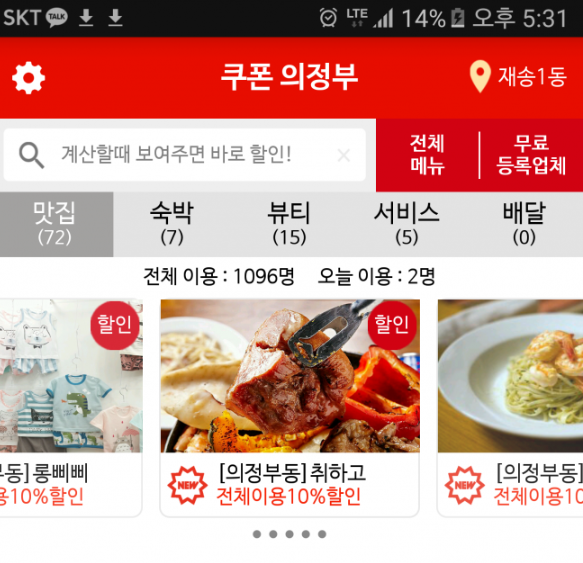 SKT TALK LTE 14% 오후 5:31
쿠폰 의정부 재송1동
계산할때 보여주면 바로 할인! ×
전체 메뉴
무료 등록업체
맛집 (72)
숙박 (7)
뷰티 (15)
서비스 (5)
배달 (0)
전체 이용 : 1096명 오늘 이용 : 2명
할인
할인
부동] 롱삐삐
용10%할인
NEW [의정부동] 취하고
전체이용10%할인
NEW [의정부동]
전체이용10